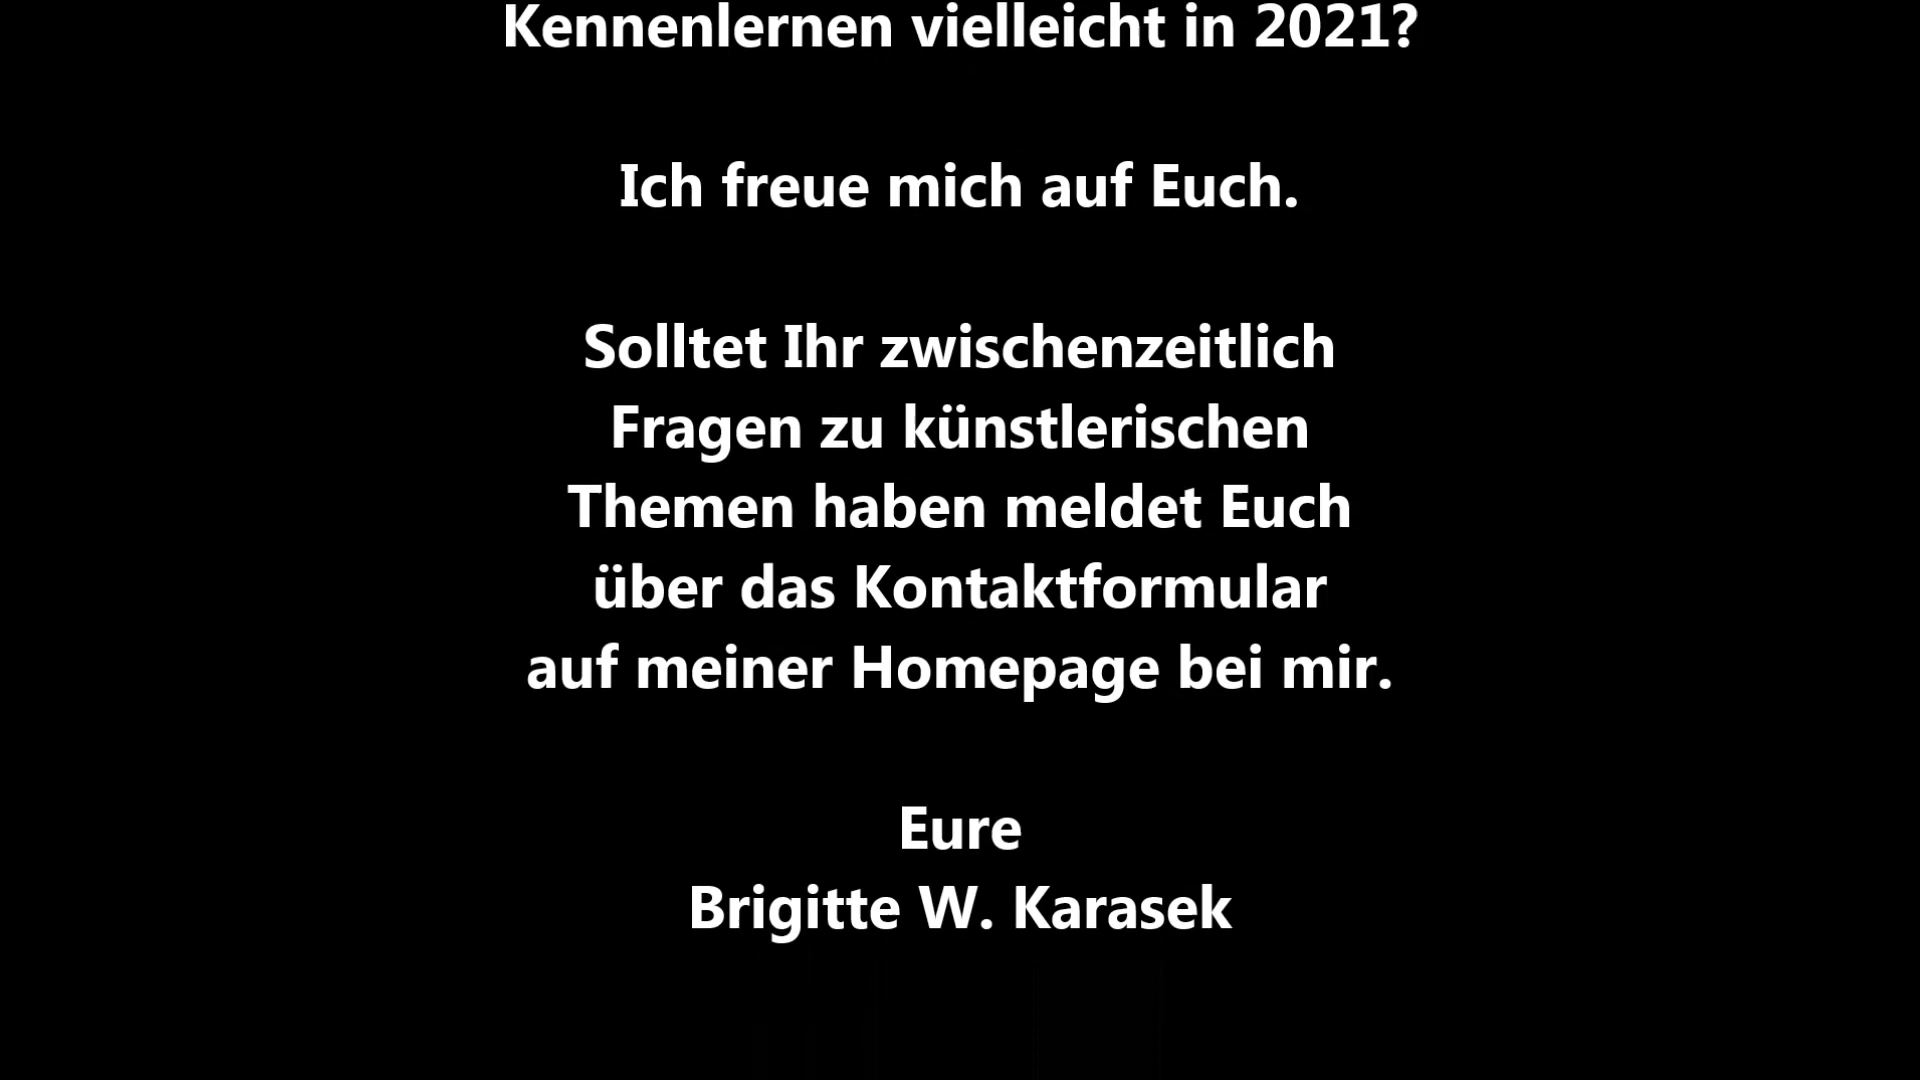 Kennenlernen vielleicht in 2021?
Ich freue mich auf Euch.
Solltet Ihr zwischenzeitlich
Fragen zu künstlerischen
Themen haben meldet Euch
über das Kontaktformular
auf meiner Homepage bei mir.
Eure
Brigitte W. Karasek